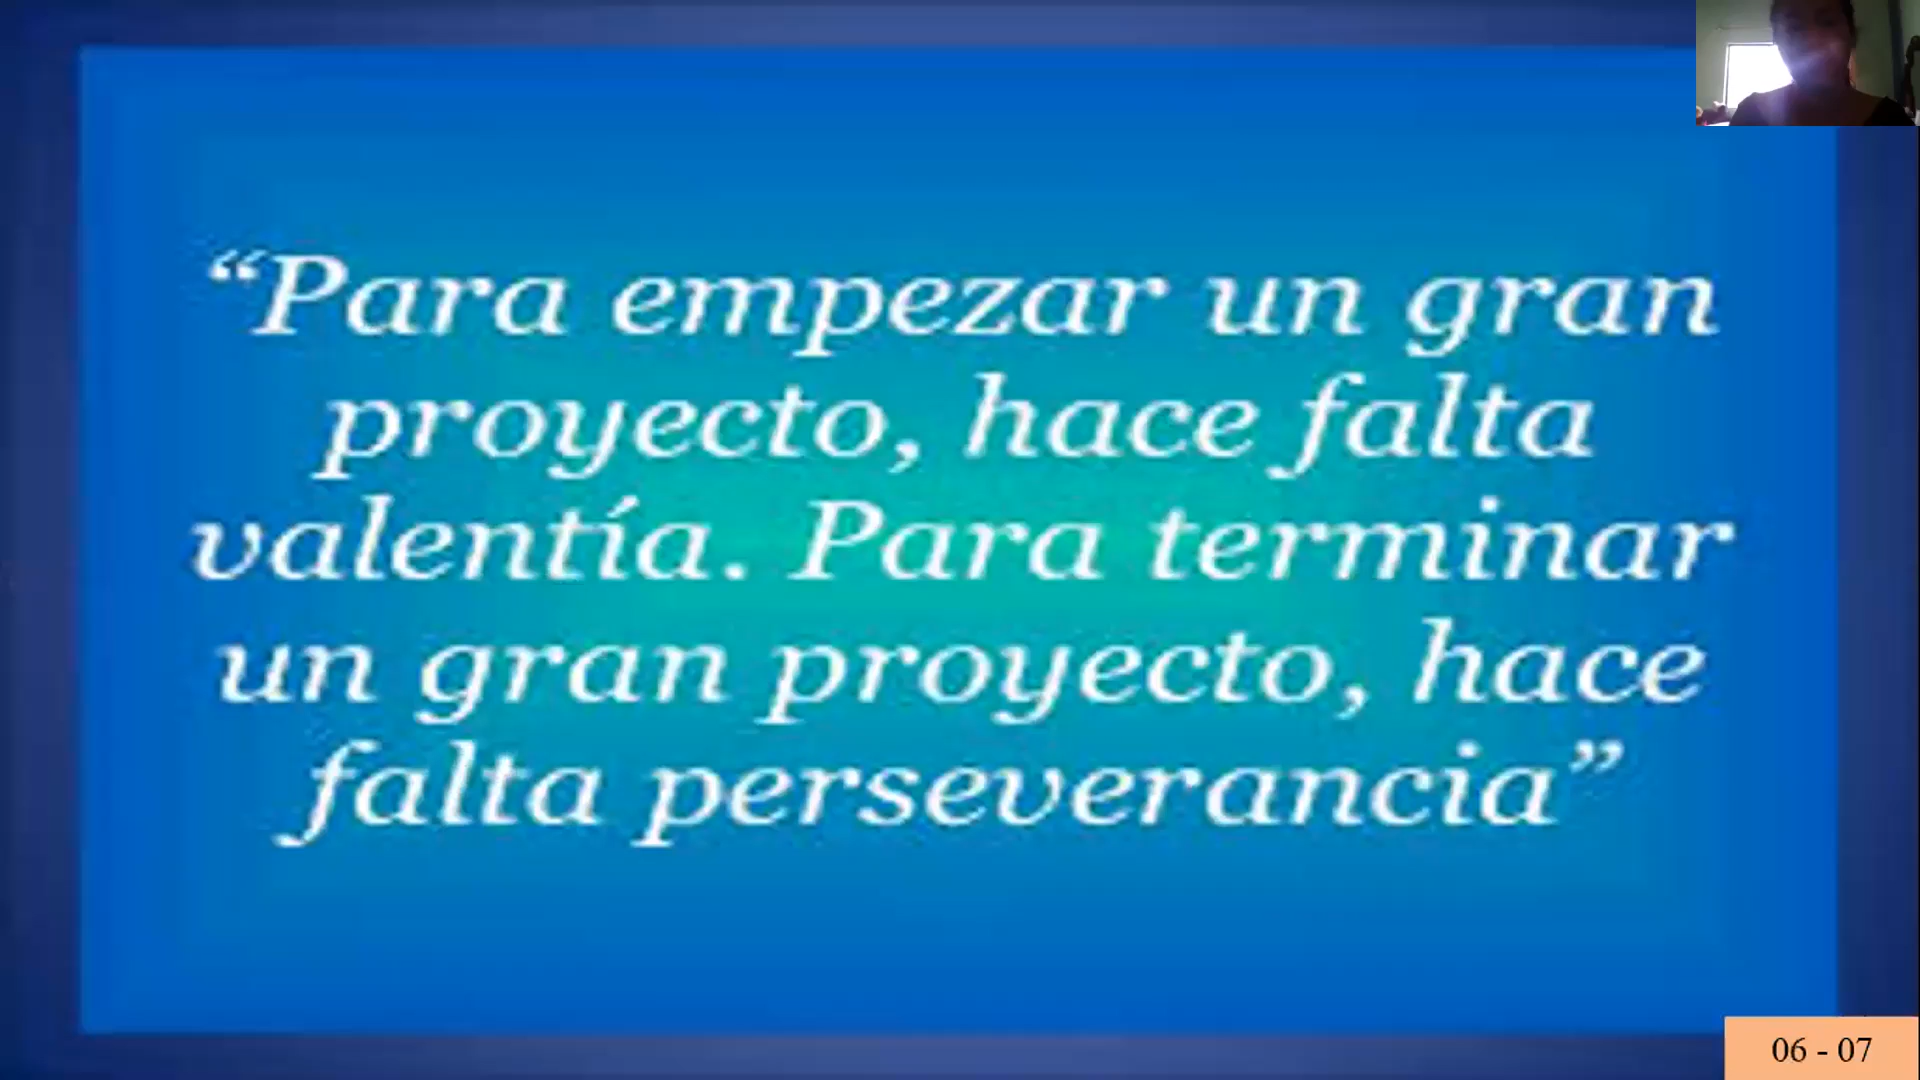 “Para empezar un gran
proyecto, hace falta
valentía. Para terminar
un gran proyecto, hace
falta perseverancia”
06 - 07